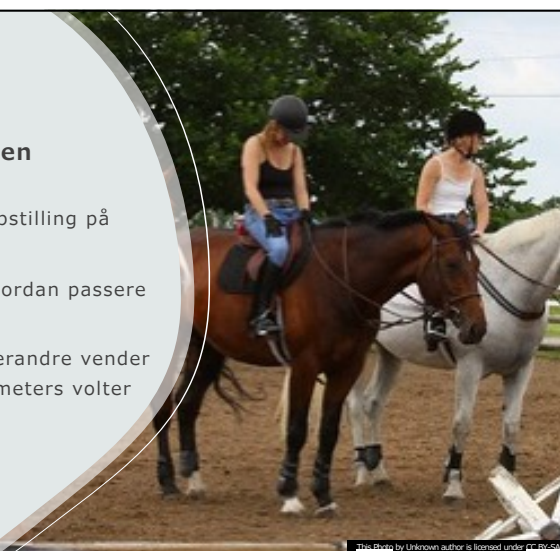 en
pstilling på
ordan passere
erandre vender
meters volter
This Photo by Unknown author is licensed under CC BY-SA